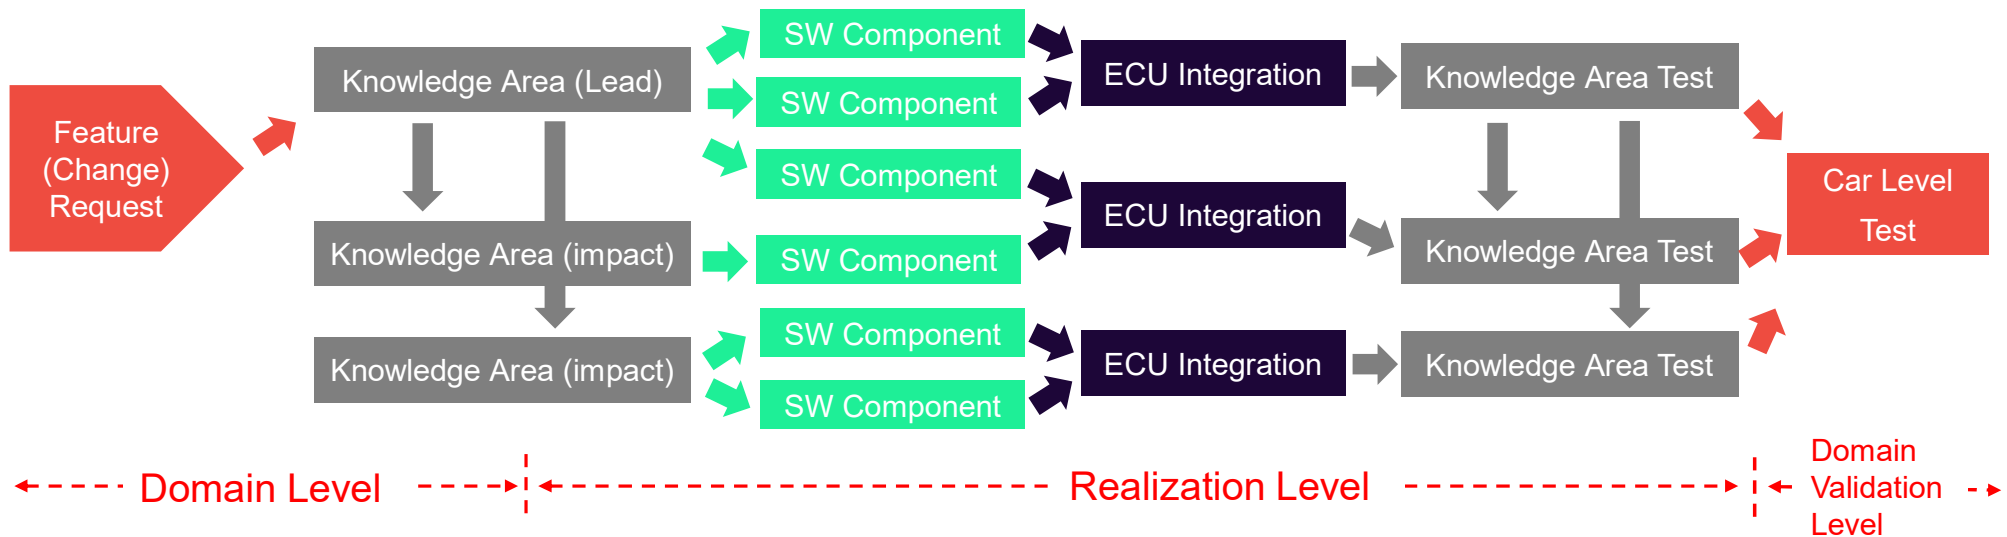 Feature
(Change)
Request
Knowledge Area (Lead)
Knowledge Area (impact)
Knowledge Area (impact)
SW Component
SW Component
SW Component
SW Component
SW Component
SW Component
ECU Integration
ECU Integration
ECU Integration
Knowledge Area Test
Knowledge Area Test
Knowledge Area Test
Car Level
Test
Domain Level
Realization Level
Domain
Validation
Level